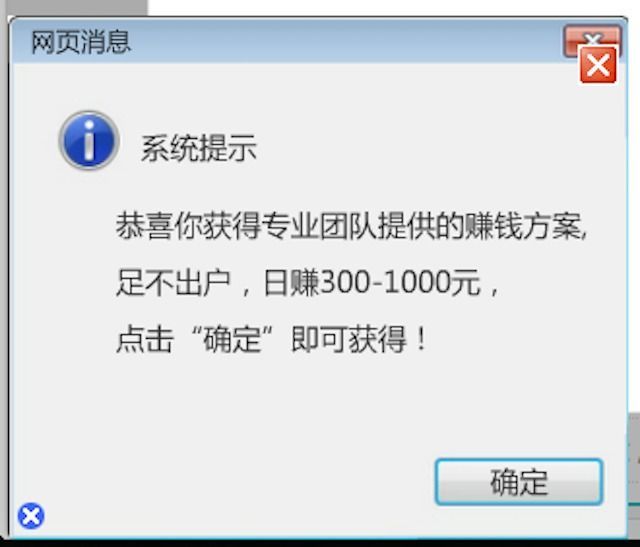 网页消息
系统提示
恭喜你获得专业团队提供的赚钱方案,
足不出户，日赚300-1000元，
点击“确定”即可获得！
确定